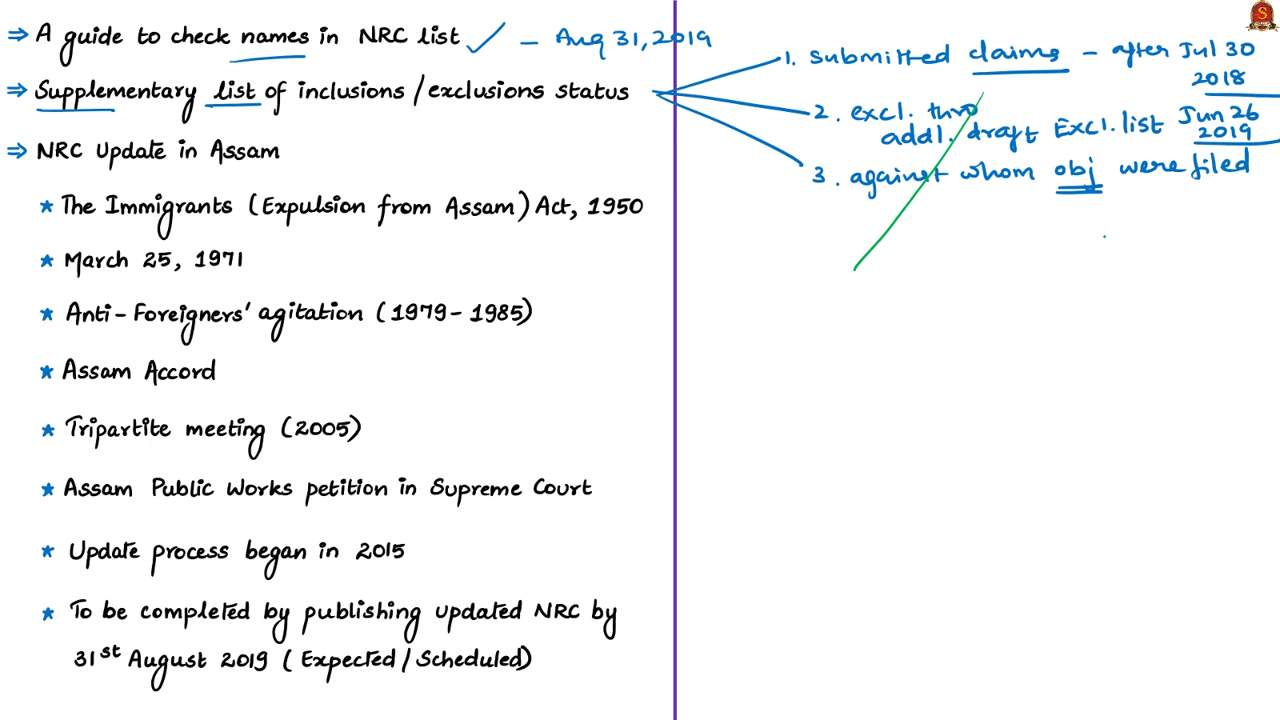 ⇒ A guide to check names in NRC list ✓ – Aug 31, 2019
⇒ Supplementary list of inclusions / exclusions status
⇒ NRC Update in Assam
* The Immigrants (Expulsion from Assam) Act, 1950
* March 25, 1971
* Anti-Foreigners' agitation (1979-1985)
* Assam Accord
* Tripartite meeting (2005)
* Assam Public Works petition in Supreme Court
* Update process began in 2015
* To be completed by publishing updated NRC by
31st August 2019 (Expected / Scheduled)
1. submitted claims – after Jul 30
2018
2. excl. thro
addl. draft Excl. list Jun 26
2019
3. against whom obj were filed
S